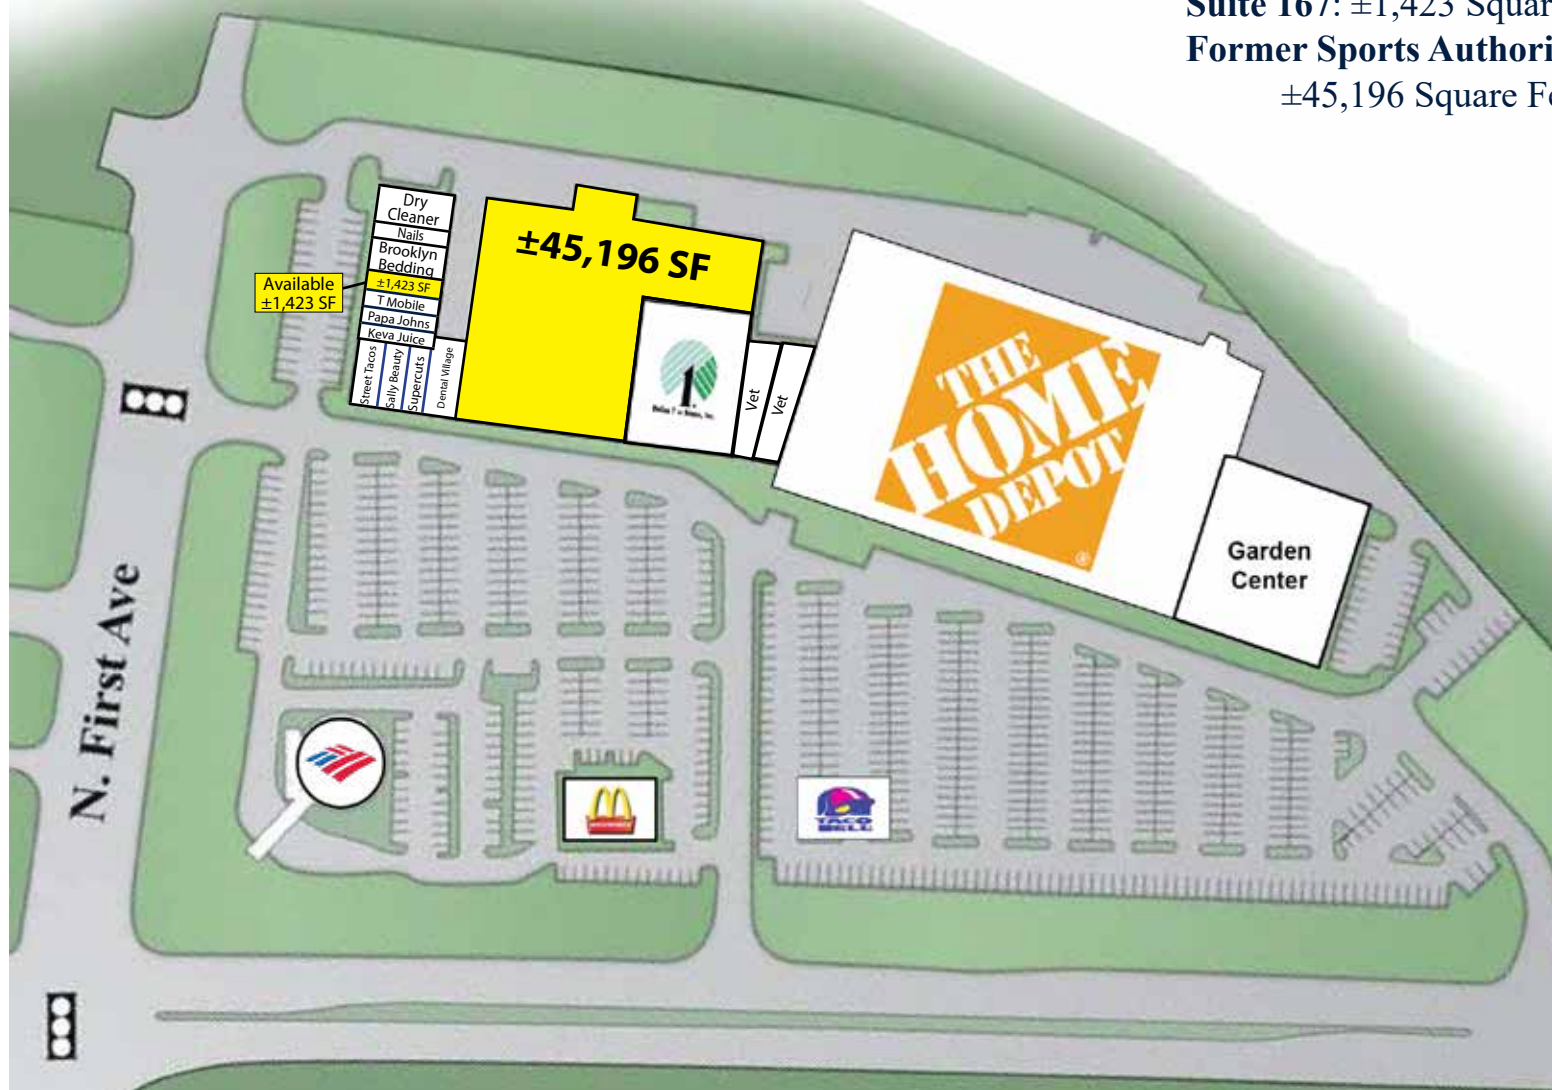 Suite 167: ±1,423 Squar
Former Sports Authori
±45,196 Square Fo
Dry
Cleaner
Nails
Brooklyn
Bedding
±1,423 SF
T Mobile
Papa Johns
Keva Juice
Available
±1,423 SF
Street Tacos
Sally Beauty
Supercuts
Dental Village
±45,196 SF
Vet
Vet
THE
HOME
DEPOT
®
Garden
Center
N. First Ave
TACO
BELL